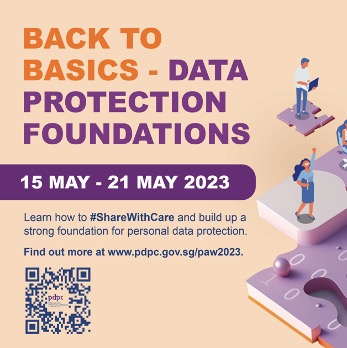 BACK TO
BASICS - DATA
PROTECTION
FOUNDATIONS
15 MAY - 21 MAY 2023
Learn how to #ShareWithCare and build up a
strong foundation for personal data protection.
Find out more at www.pdpc.gov.sg/paw2023.
pdpc